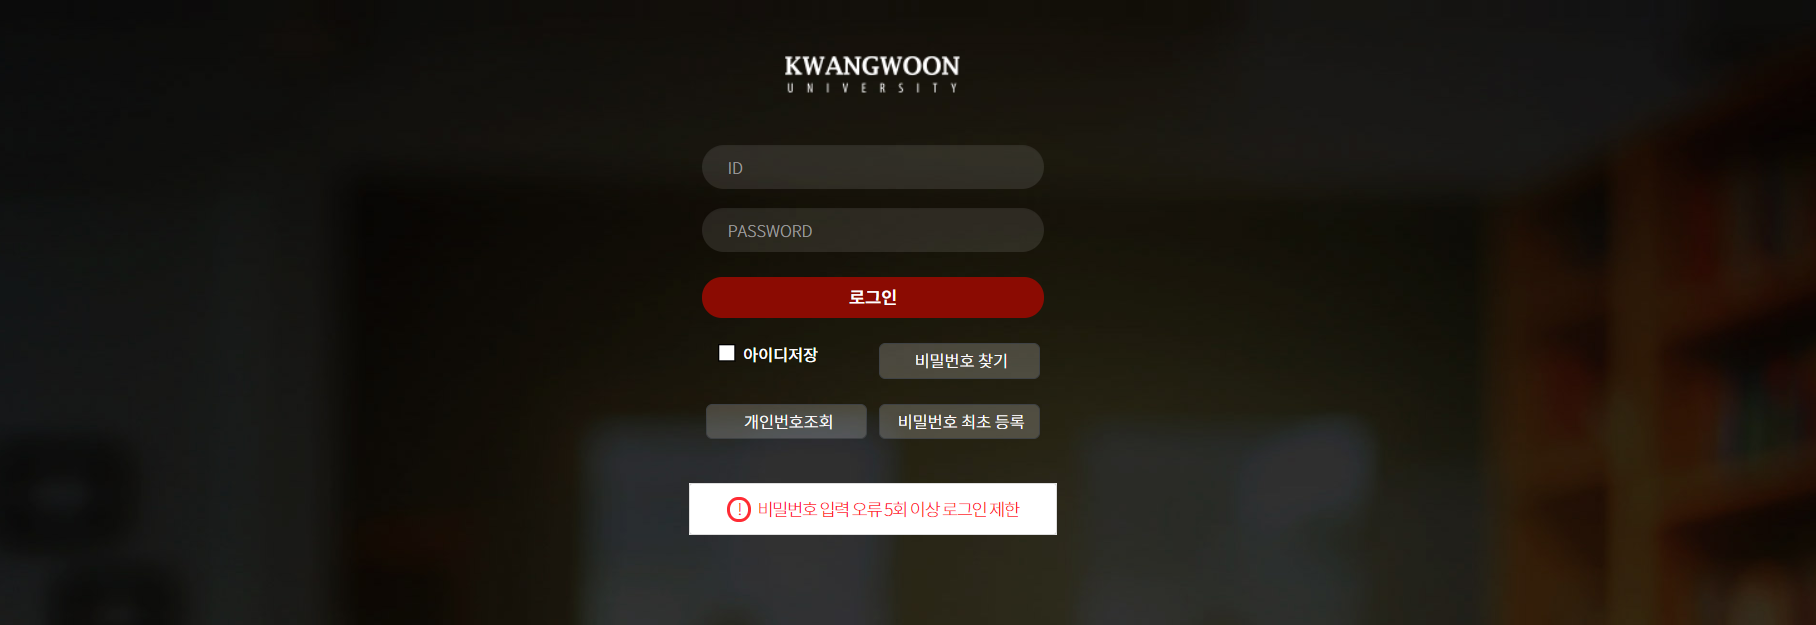 KWANGWOON
UNIVERSITY
ID
PASSWORD
로그인
아이디저장
비밀번호 찾기
개인번호조회
비밀번호 최초 등록
! 비밀번호 입력 오류 5회 이상 로그인 제한